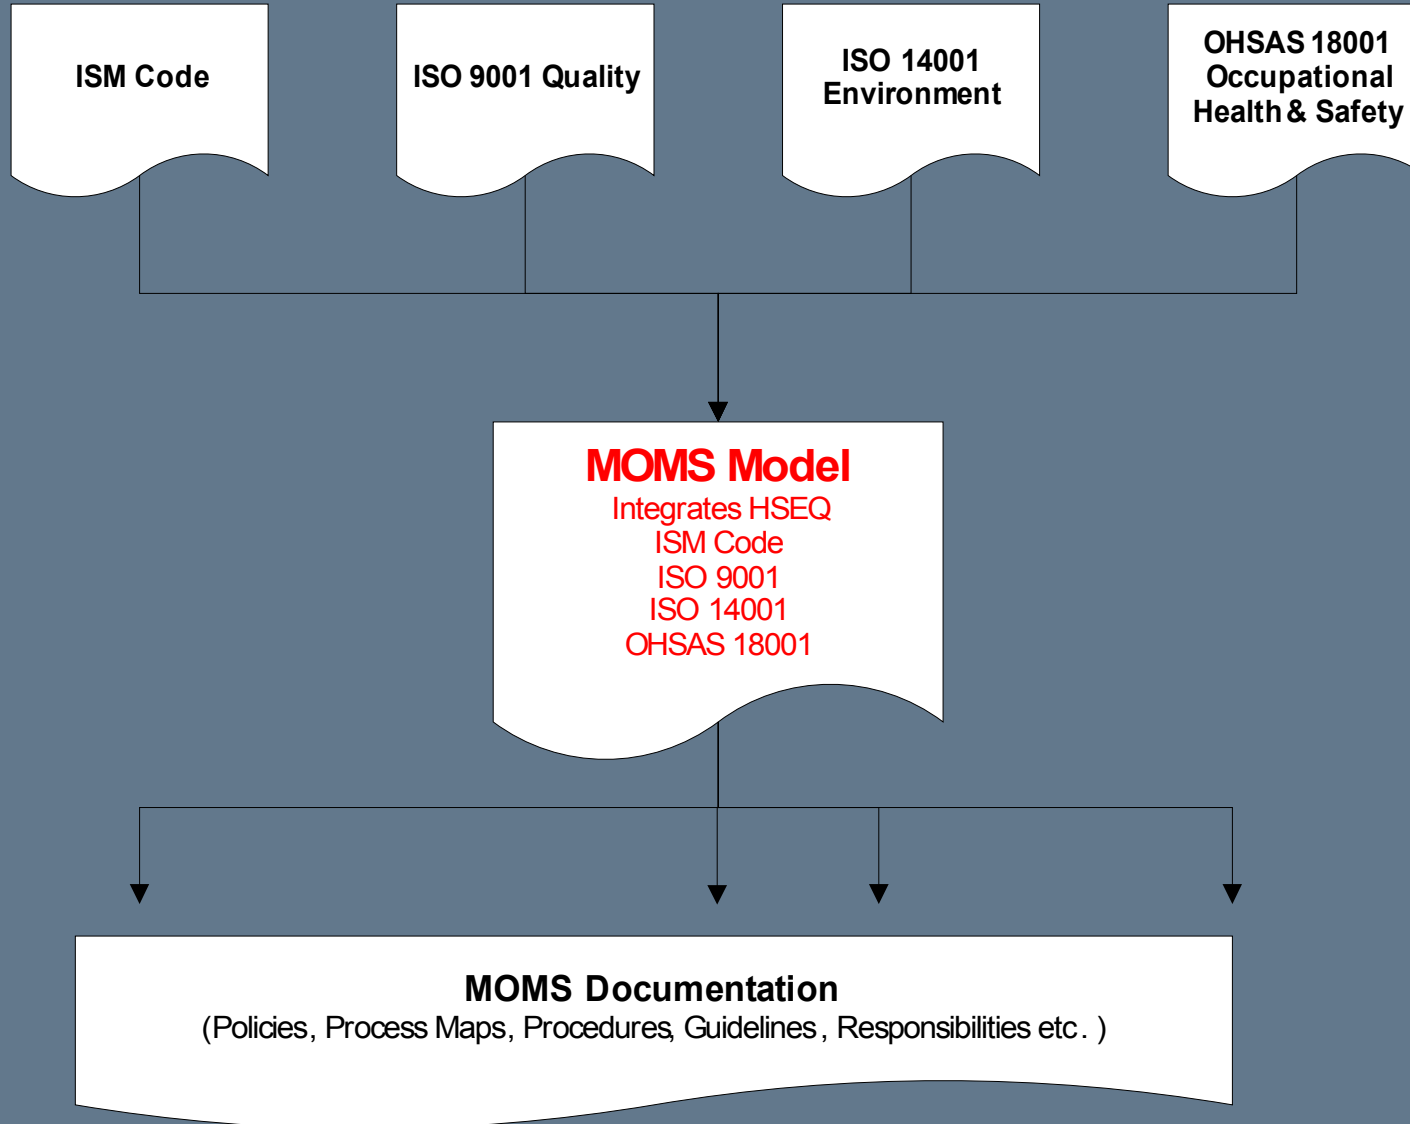 ISM Code
ISO 9001 Quality
ISO 14001
Environment
OHSAS 18001
Occupational
Health & Safety
MOMS Model
Integrates HSEQ
ISM Code
ISO 9001
ISO 14001
OHSAS 18001
MOMS Documentation
(Policies, Process Maps, Procedures, Guidelines, Responsibilities etc. )